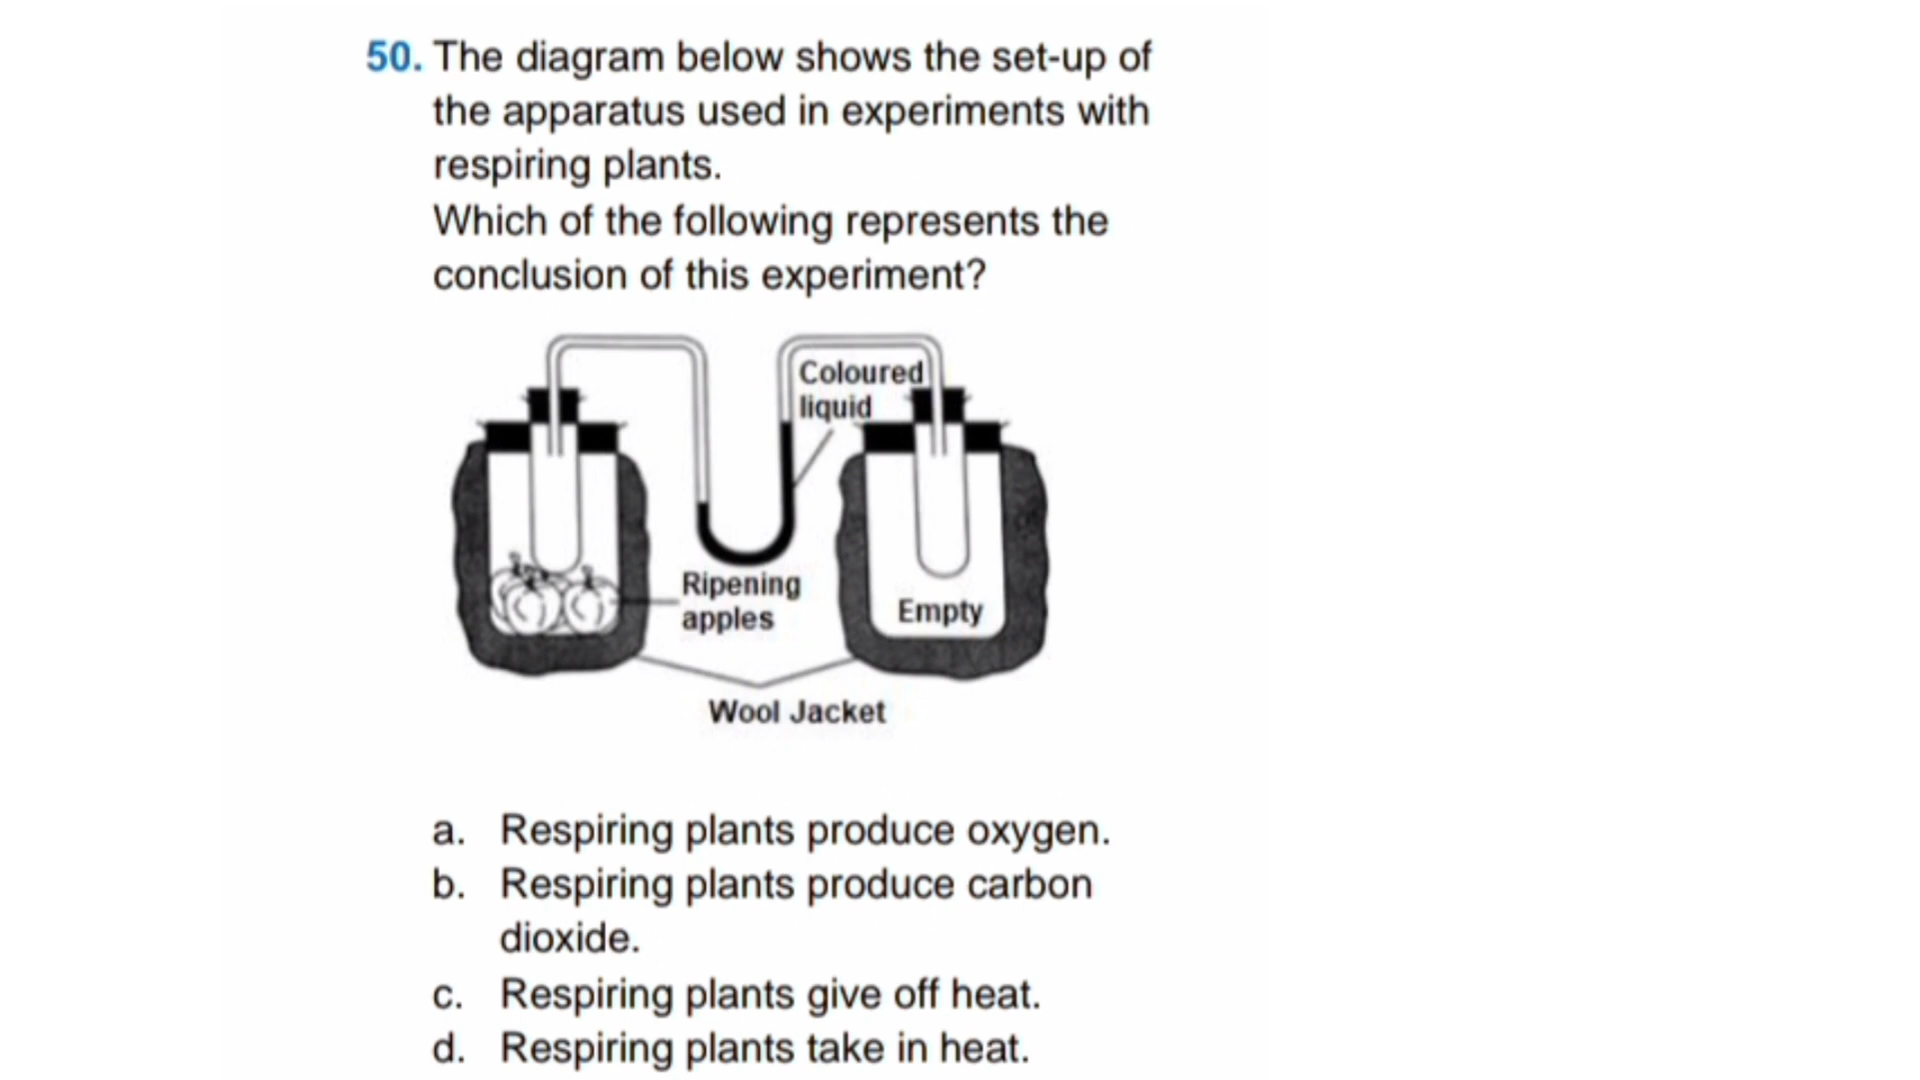 50. The diagram below shows the set-up of
the apparatus used in experiments with
respiring plants.
Which of the following represents the
conclusion of this experiment?
Coloured
liquid
Ripening
apples
Empty
Wool Jacket
a. Respiring plants produce oxygen.
b. Respiring plants produce carbon
dioxide.
c. Respiring plants give off heat.
d. Respiring plants take in heat.